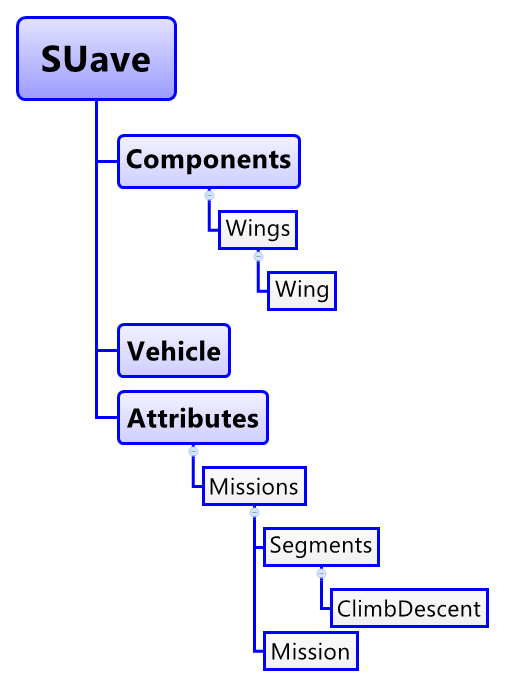 SUave
Components
Wings
Wing
Vehicle
Attributes
Missions
Segments
ClimbDescent
Mission